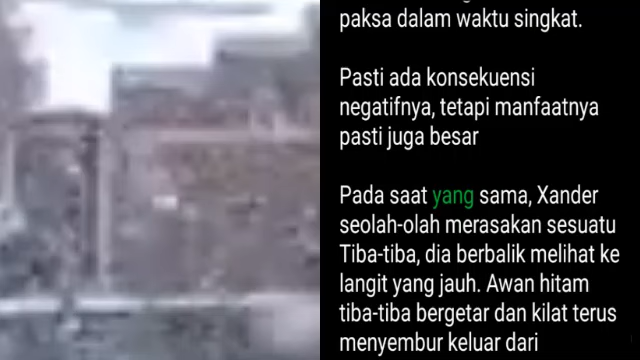 paksa dalam waktu singkat.
Pasti ada konsekuensi
negatifnya, tetapi manfaatnya
pasti juga besar
Pada saat yang sama, Xander
seolah-olah merasakan sesuatu
Tiba-tiba, dia berbalik melihat ke
langit yang jauh. Awan hitam
tiba-tiba bergetar dan kilat terus
menyembur keluar dari